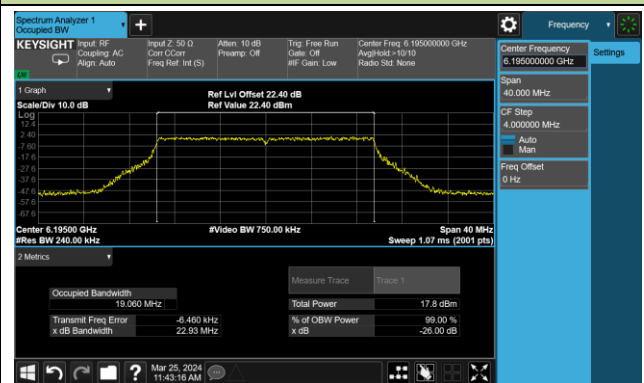 Spectrum Analyzer 1
Occupied BW
Frequency
KEYSIGHT
Input: RF
Coupling: AC
Align: Auto
Input Z: 50 Ω
Corr CCorr
Freq Ref: Int (S)
Atten: 10 dB
Preamp: Off
Trig: Free Run
Gate: Off
#IF Gain: Low
Center Freq: 6.195000000 GHz
Avg|Hold:>10/10
Radio Std: None
Center Frequency
6.195000000 GHz
Settings
Span
40.000 MHz
CF Step
4.000000 MHz
Auto
Man
Freq Offset
0 Hz
1 Graph
Scale/Div 10.0 dB
Ref Lvl Offset 22.40 dB
Ref Value 22.40 dBm
Log
12.4
2.40
-7.60
-17.6
-27.6
-37.6
-47.6
-57.6
-67.6
Center 6.19500 GHz
#Res BW 240.00 kHz
#Video BW 750.00 kHz
Span 40 MHz
Sweep 1.07 ms (2001 pts)
2 Metrics
Measure Trace
Trace 1
Occupied Bandwidth
19.060 MHz
Total Power
17.8 dBm
Transmit Freq Error
-6.460 kHz
% of OBW Power
99.00 %
x dB Bandwidth
22.93 MHz
x dB
-26.00 dB
?
Mar 25, 2024
11:43:16 AM